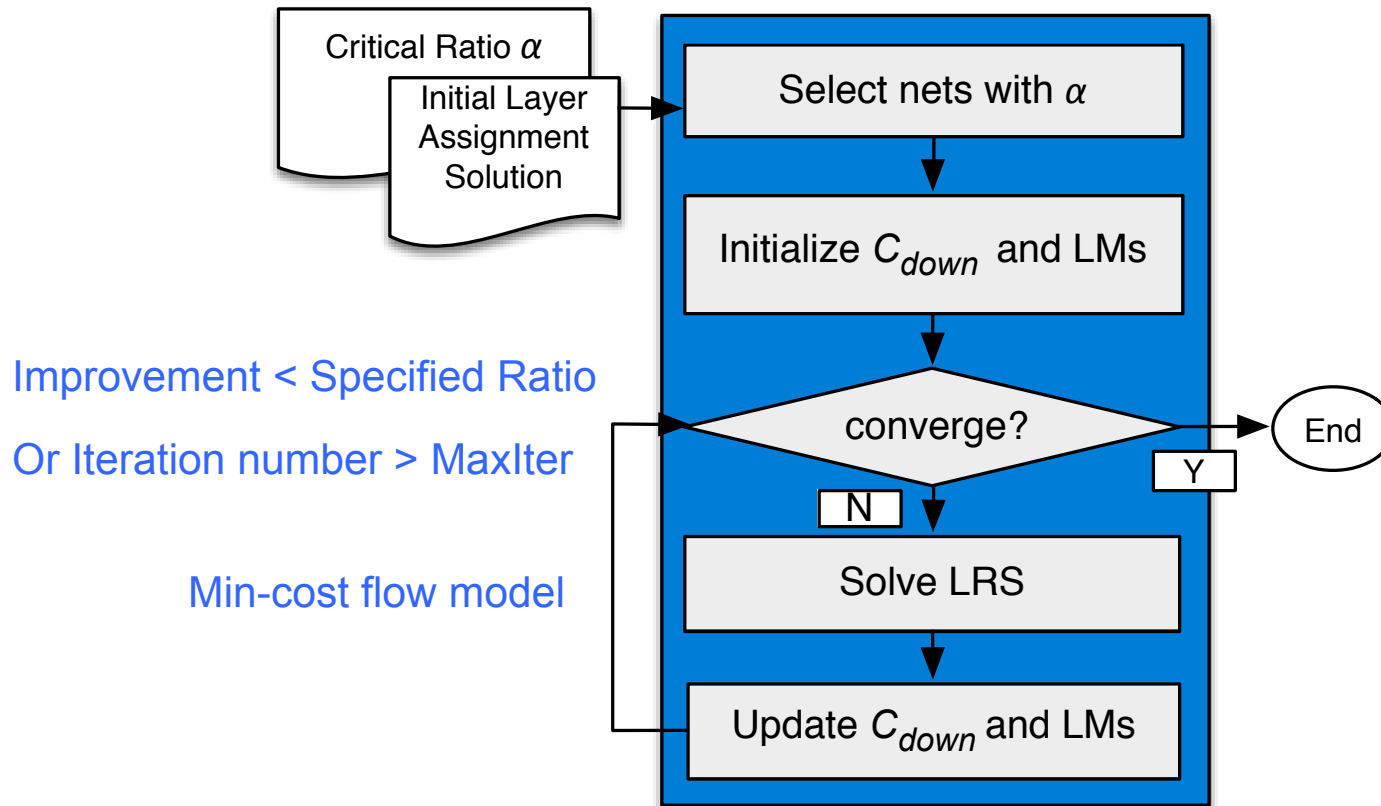 Critical Ratio α
Initial Layer
Assignment
Solution
Select nets with α
Initialize C_down and LMs
Improvement < Specified Ratio
Or Iteration number > MaxIter
converge?
End
Y
N
Min-cost flow model
Solve LRS
Update C_down and LMs